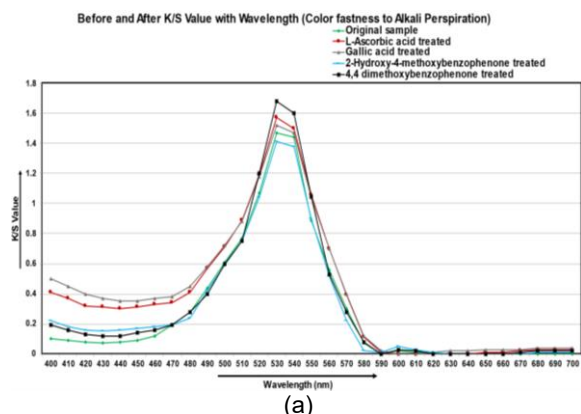 Before and After K/S Value with Wavelength (Color fastness to Alkali Perspiration)
Original sample
L-Ascorbic acid treated
Gallic acid treated
2-Hydroxy-4-methoxybenzophenone treated
4,4 dimethoxybenzophenone treated
1.8
1.6
1.4
1.2
1
0.8
0.6
0.4
0.2
0
K/S Value
400 410 420 430 440 450 460 470 480 490 500 510 520 530 540 550 560 570 580 590 600 610 620 630 640 650 660 670 680 690 700
Wavelength (nm)
(a)